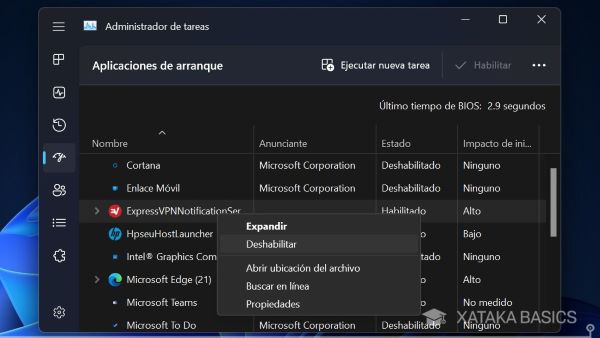 Administrador de tareas
Aplicaciones de arranque
Ejecutar nueva tarea
Habilitar
Último tiempo de BIOS: 2.9 segundos
Nombre Anunciante Estado Impacto de ini...
Cortana Microsoft Corporation Deshabilitado Ninguno
Enlace Móvil Microsoft Corporation Deshabilitado Ninguno
ExpressVPNNotificationSer Habilitado Alto
HpseuHostLauncher Bajo
Intel® Graphics Com Ninguno
Microsoft Edge (21) Alto
Microsoft Teams No medido
Microsoft To Do Microsoft Corporation Deshabilitado Ninguno
Expandir
Deshabilitar
Abrir ubicación del archivo
Buscar en línea
Propiedades
XATAKA BASICS